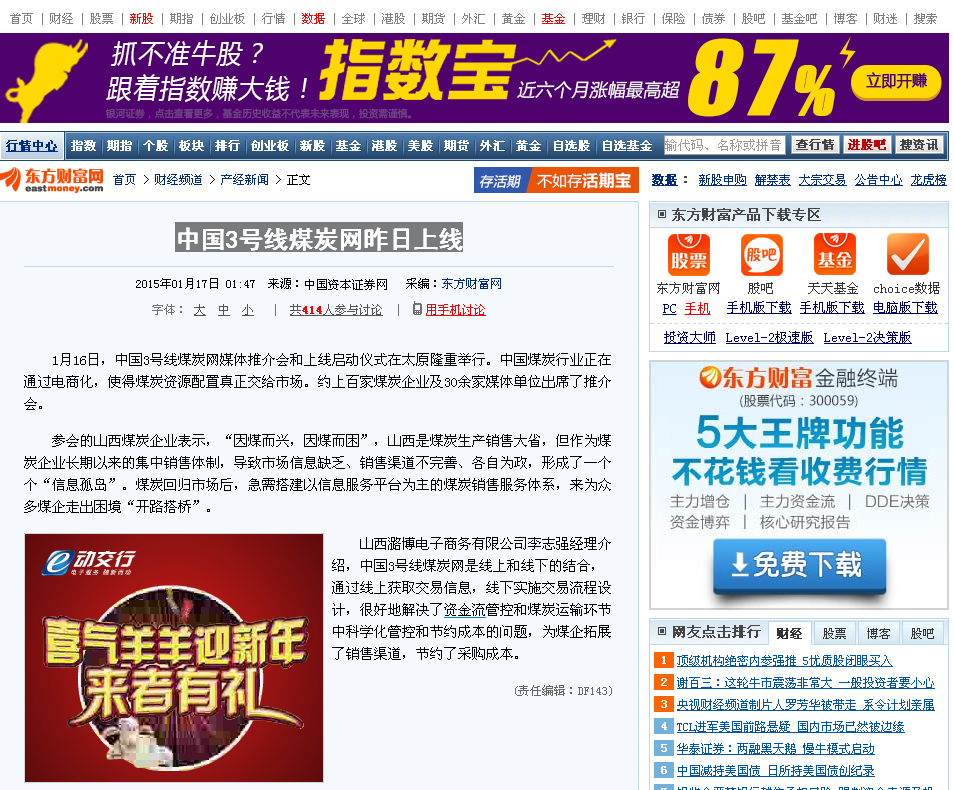 首页 | 财经 | 股票 | 新股 | 期指 | 创业板 | 行情 | 数据 | 全球 | 港股 | 期货 | 外汇 | 黄金 | 基金 | 理财 | 银行 | 保险 | 债券 | 股吧 | 基金吧 | 博客 | 财迷 | 搜索
抓不准牛股？
跟着指数赚大钱！
指数宝
近六个月涨幅最高超
87%
立即开赚
银河证券，点击查看更多，基金历史收益不代表未来表现，投资需谨慎。
行情中心 指数 期指 个股 板块 排行 创业板 新股 基金 港股 美股 期货 外汇 黄金 自选股 自选基金 输代码、名称或拼音 查行情 进股吧 搜资讯
东方财富网
eastmoney.com
首页 > 财经频道 > 产经新闻 > 正文
存活期 不如存活期宝
数据： 新股申购 解禁表 大宗交易 公告中心 龙虎榜
中国3号线煤炭网昨日上线
2015年01月17日 01:47 来源：中国资本证券网 采编：东方财富网
字体： 大 中 小 | 共414人参与讨论 | 用手机讨论
1月16日，中国3号线煤炭网媒体推介会和上线启动仪式在太原隆重举行。中国煤炭行业正在
通过电商化，使得煤炭资源配置真正交给市场。约上百家煤炭企业及30余家媒体单位出席了推介
会。
参会的山西煤炭企业表示，“因煤而兴，因煤而困”，山西是煤炭生产销售大省，但作为煤
炭企业长期以来的集中销售体制，导致市场信息缺乏、销售渠道不完善、各自为政，形成了一个
个“信息孤岛”。煤炭回归市场后，急需搭建以信息服务平台为主的煤炭销售服务体系，来为众
多煤企走出困境“开路搭桥”。
e动交行
电子服务 随新而动
喜气羊羊迎新年
来者有礼
山西潞博电子商务有限公司李志强经理介
绍，中国3号线煤炭网是线上和线下的结合，
通过线上获取交易信息，线下实施交易流程设
计，很好地解决了资金流管控和煤炭运输环节
中科学化管控和节约成本的问题，为煤企拓展
了销售渠道，节约了采购成本。
(责任编辑：DF143)
东方财富产品下载专区
股票
股吧
基金
东方财富网 股吧 天天基金 choice数据
PC 手机 手机版下载 手机版下载 电脑版下载
投资大师 Level-2极速版 Level-2决策版
东方财富金融终端
(股票代码：300059)
5大王牌功能
不花钱看收费行情
主力增仓 | 主力资金流 | DDE决策
资金博弈 | 核心研究报告
免费下载
网友点击排行 财经 股票 博客 股吧
1 顶级机构绝密内参强推 5优质股闭眼买入
2 谢百三：这轮牛市震荡非常大 一般投资者要小心
3 央视财经频道制片人罗芳华被带走 系令计划亲属
4 TCL进军美国前路悬疑 国内市场已然被边缘
5 华泰证券：两融黑天鹅 慢牛模式启动
6 中国减持美国债 日所持美国债创纪录